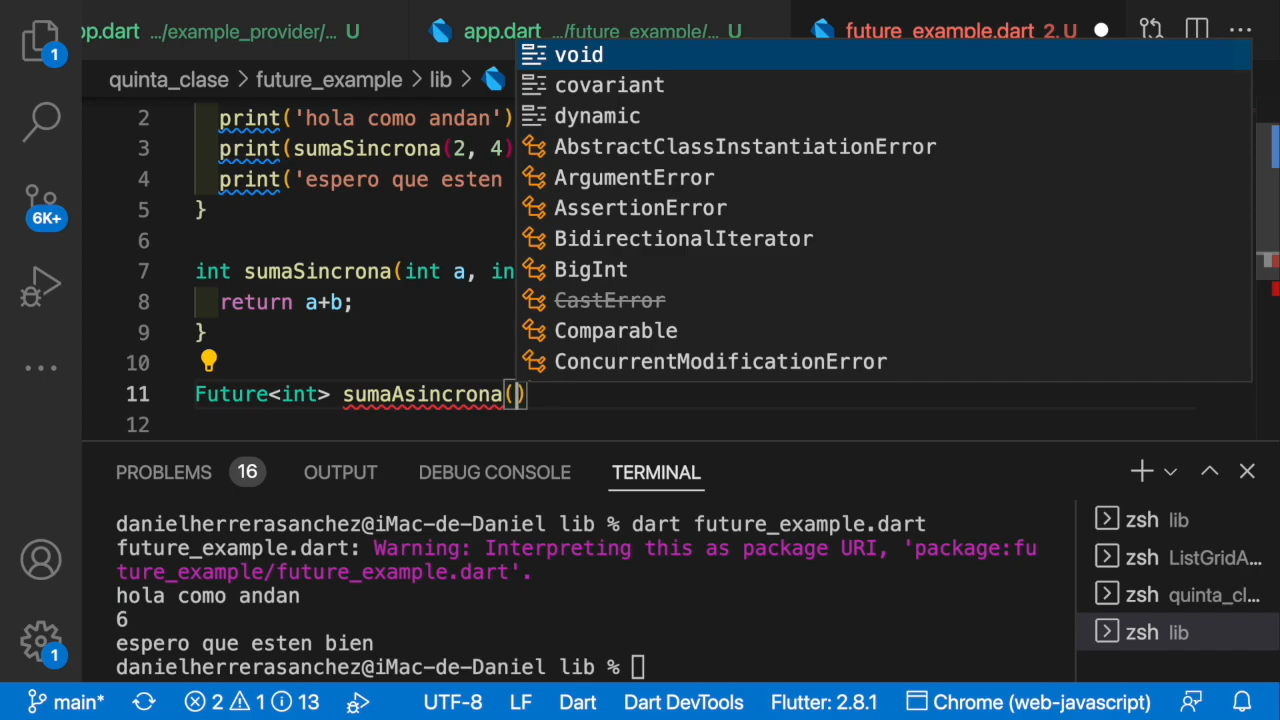 pp.dart .../example_provider/... U
app.dart .../future_example/... U
future_example.dart 2, U
quinta_clase > future_example > lib >
1
6K+
1
2 print('hola como andan')
3 print(sumaSincrona(2, 4)
4 print('espero que esten
5 }
6
7 int sumaSincrona(int a, in
8 return a+b;
9 }
10
11 Future<int> sumaAsincrona()
12
void
covariant
dynamic
AbstractClassInstantiationError
ArgumentError
AssertionError
BidirectionalIterator
BigInt
CastError
Comparable
ConcurrentModificationError
PROBLEMS 16 OUTPUT DEBUG CONSOLE TERMINAL
danielherrerasanchez@iMac-de-Daniel lib % dart future_example.dart
future_example.dart: Warning: Interpreting this as package URI, 'package:fu
ture_example/future_example.dart'.
hola como andan
6
espero que esten bien
danielherrerasanchez@iMac-de-Daniel lib %
zsh lib
zsh ListGridA...
zsh quinta_cl...
zsh lib
main* 2 1 13 UTF-8 LF Dart Dart DevTools Flutter: 2.8.1 Chrome (web-javascript)